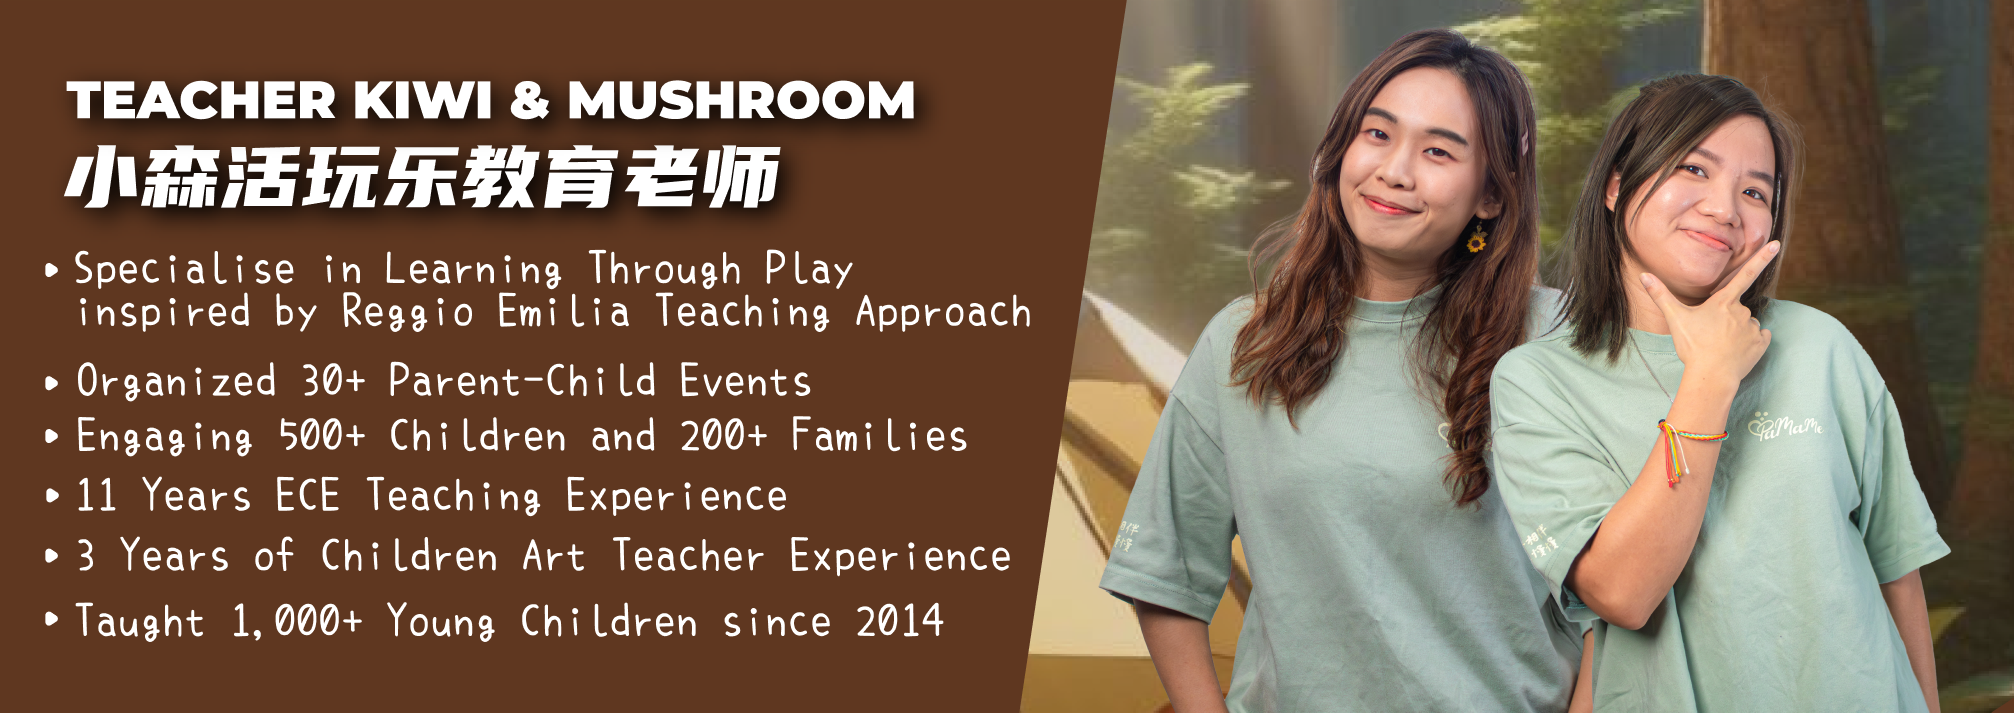 TEACHER KIWI & MUSHROOM
小森活玩乐教育老师
Specialise in Learning Through Play
inspired by Reggio Emilia Teaching Approach
Organized 30+ Parent-Child Events
Engaging 500+ Children and 200+ Families
11 Years ECE Teaching Experience
3 Years of Children Art Teacher Experience
Taught 1,000+ Young Children since 2014
PaMaMe